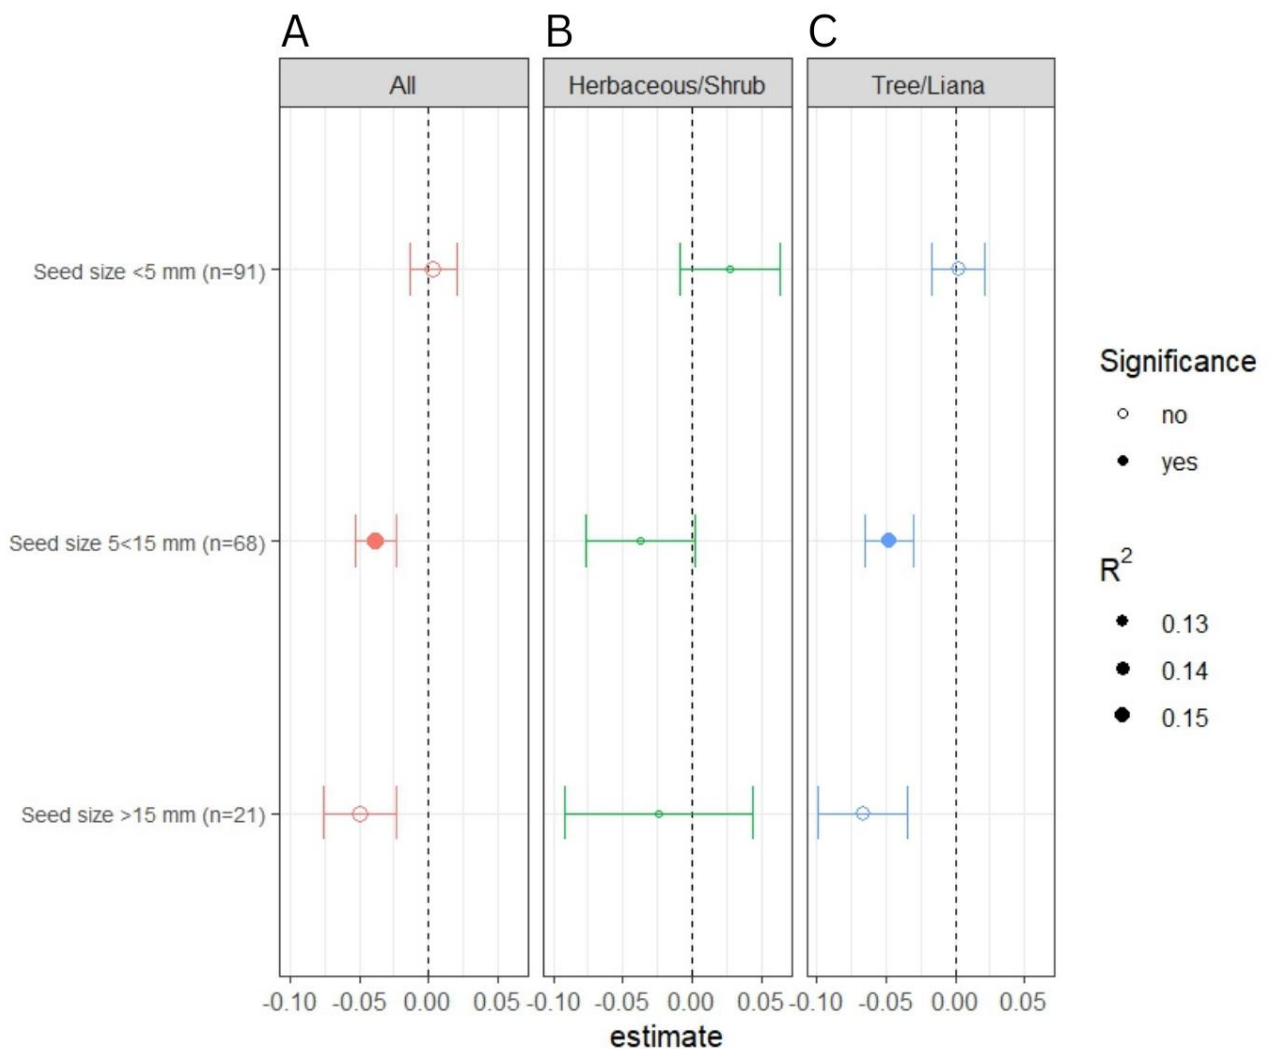 A B C
All Herbaceous/Shrub Tree/Liana
Seed size <5 mm (n=91)
Seed size 5<15 mm (n=68)
Seed size >15 mm (n=21)
-0.10 -0.05 0.00 0.05 -0.10 -0.05 0.00 0.05 -0.10 -0.05 0.00 0.05
estimate
Significance
no
yes
R²
0.13
0.14
0.15